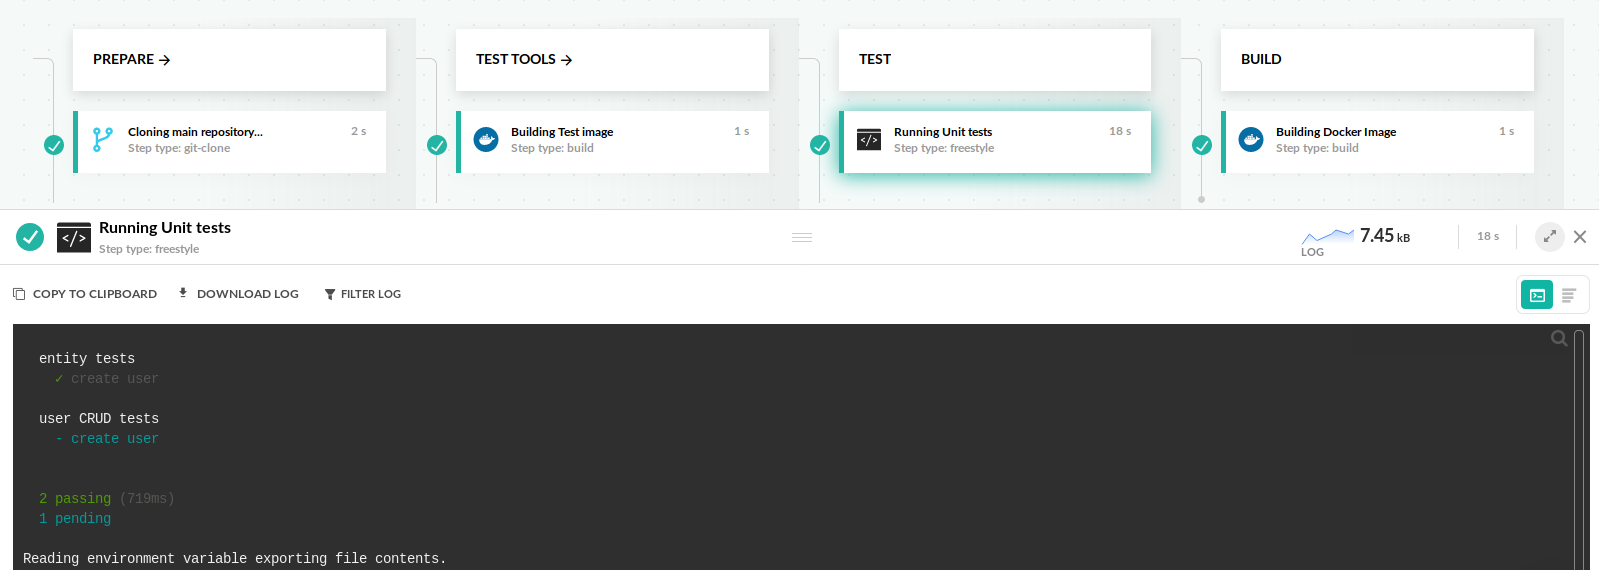 PREPARE →
TEST TOOLS →
TEST
BUILD
Cloning main repository... 2 s
Step type: git-clone
Building Test image 1 s
Step type: build
</> Running Unit tests 18 s
Step type: freestyle
Building Docker Image 1 s
Step type: build
</> Running Unit tests
Step type: freestyle
LOG 7.45 kB
18 s
COPY TO CLIPBOARD DOWNLOAD LOG FILTER LOG
entity tests
✓ create user
user CRUD tests
- create user
2 passing (719ms)
1 pending
Reading environment variable exporting file contents.